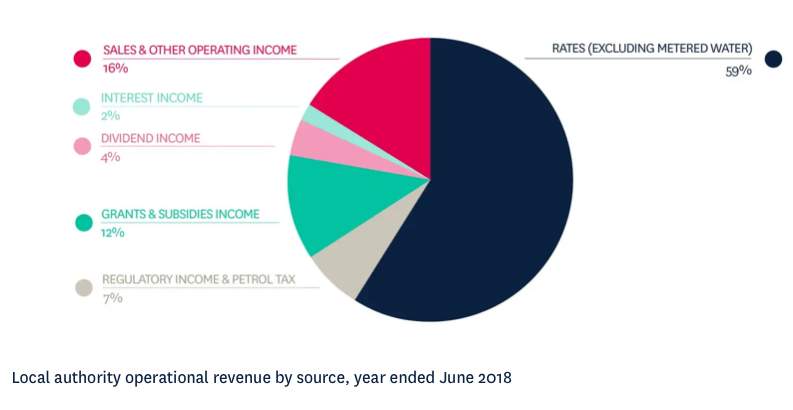 SALES & OTHER OPERATING INCOME
16%
RATES (EXCLUDING METERED WATER)
59%
INTEREST INCOME
2%
DIVIDEND INCOME
4%
GRANTS & SUBSIDIES INCOME
12%
REGULATORY INCOME & PETROL TAX
7%
Local authority operational revenue by source, year ended June 2018